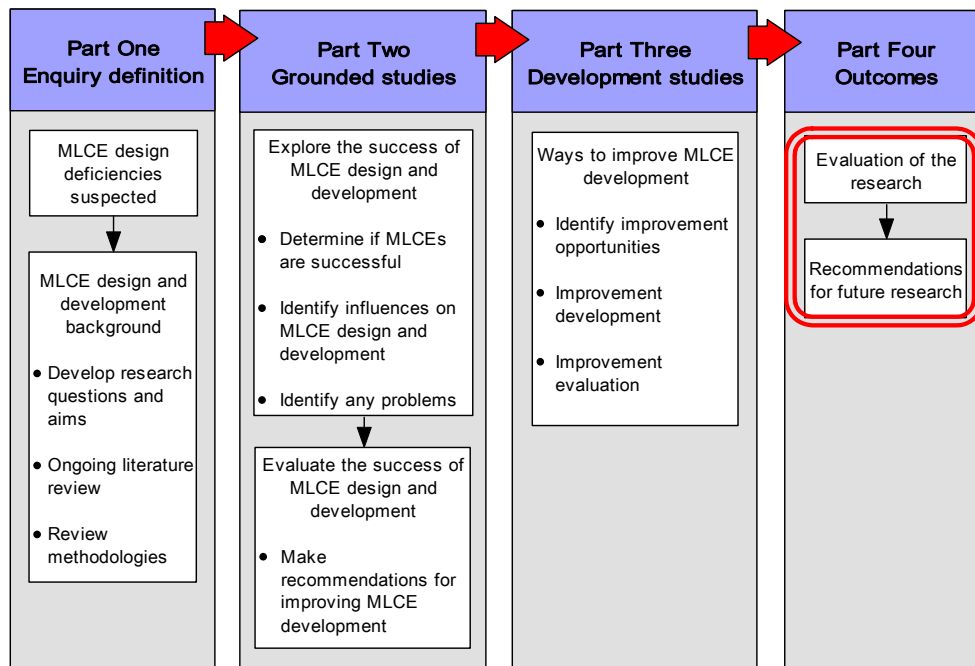 Part One
Enquiry definition
MLCE design
deficiencies
suspected
MLCE design and
development
background
• Develop research
questions and
aims
• Ongoing literature
review
• Review
methodologies
Part Two
Grounded studies
Explore the success of
MLCE design and
development
• Determine if MLCEs
are successful
• Identify influences on
MLCE design and
development
• Identify any problems
Evaluate the success of
MLCE design and
development
• Make
recommendations for
improving MLCE
development
Part Three
Development studies
Ways to improve MLCE
development
• Identify improvement
opportunities
• Improvement
development
• Improvement
evaluation
Part Four
Outcomes
Evaluation of the
research
Recommendations
for future research